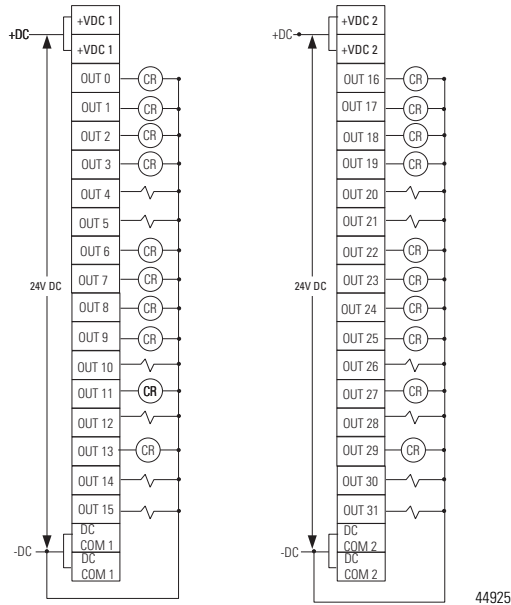 +VDC 1
+DC
+VDC 1
OUT 0 CR
OUT 1 CR
OUT 2 CR
OUT 3 CR
OUT 4
OUT 5
OUT 6 CR
OUT 7 CR
24V DC
OUT 8 CR
OUT 9 CR
OUT 10
OUT 11 CR
OUT 12
OUT 13 CR
OUT 14
OUT 15
DC
COM 1
-DC
DC
COM 1
+VDC 2
+DC
+VDC 2
OUT 16 CR
OUT 17 CR
OUT 18 CR
OUT 19 CR
OUT 20
OUT 21
OUT 22 CR
OUT 23 CR
24V DC
OUT 24 CR
OUT 25 CR
OUT 26
OUT 27 CR
OUT 28
OUT 29 CR
OUT 30
OUT 31
DC
COM 2
-DC
DC
COM 2
44925